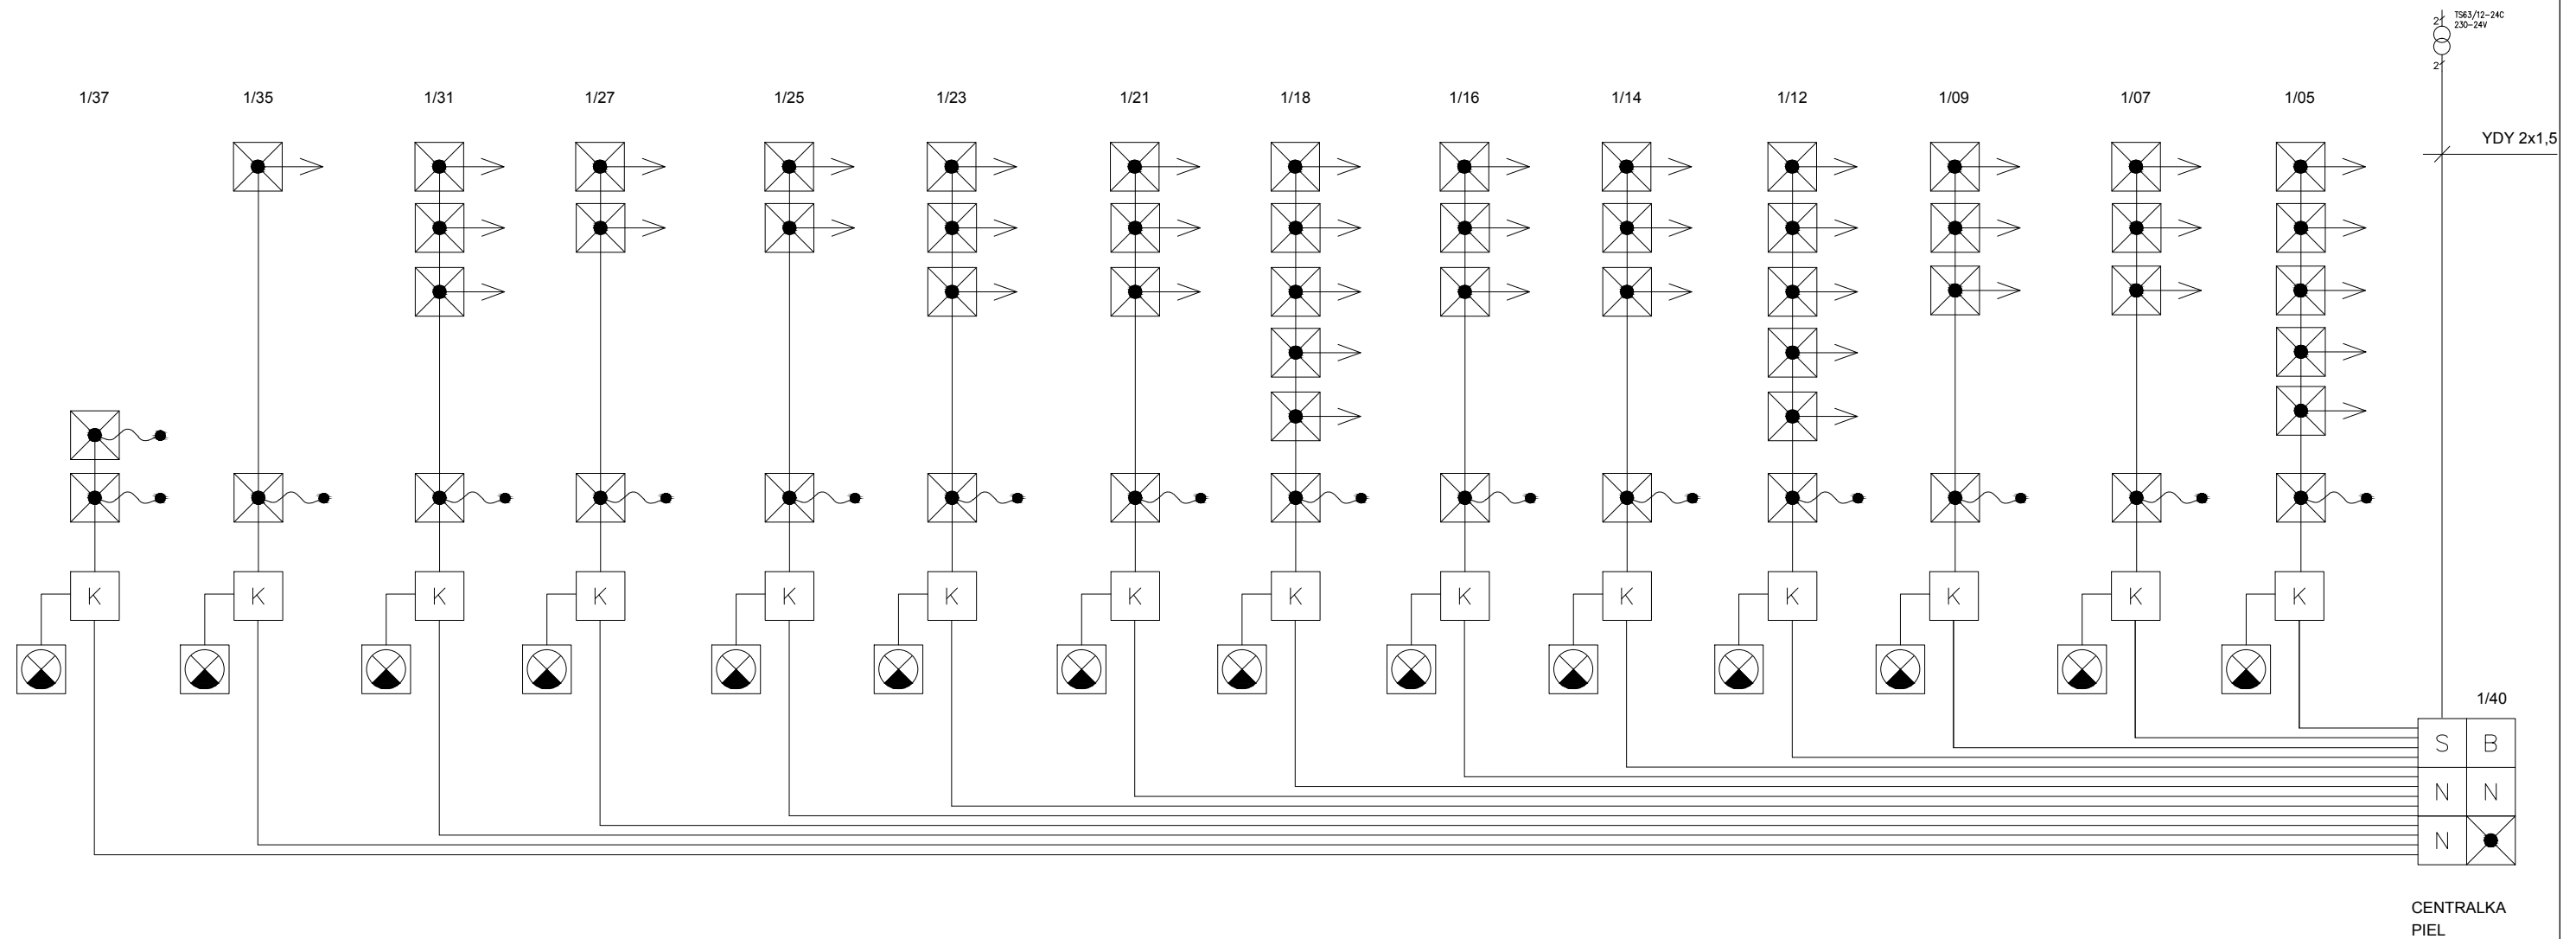 TS63/12-24C
2 230-24V
2
1/37 1/35 1/31 1/27 1/25 1/23 1/21 1/18 1/16 1/14 1/12 1/09 1/07 1/05
YDY 2x1,5
K K K K K K K K K K K K K K
1/40
S B
N N
N
CENTRALKA
PIEL